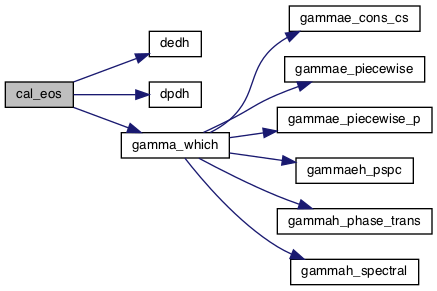 cal_eos
dedh
dpdh
gamma_which
gammae_cons_cs
gammae_piecewise
gammae_piecewise_p
gammaeh_pspc
gammah_phase_trans
gammah_spectral